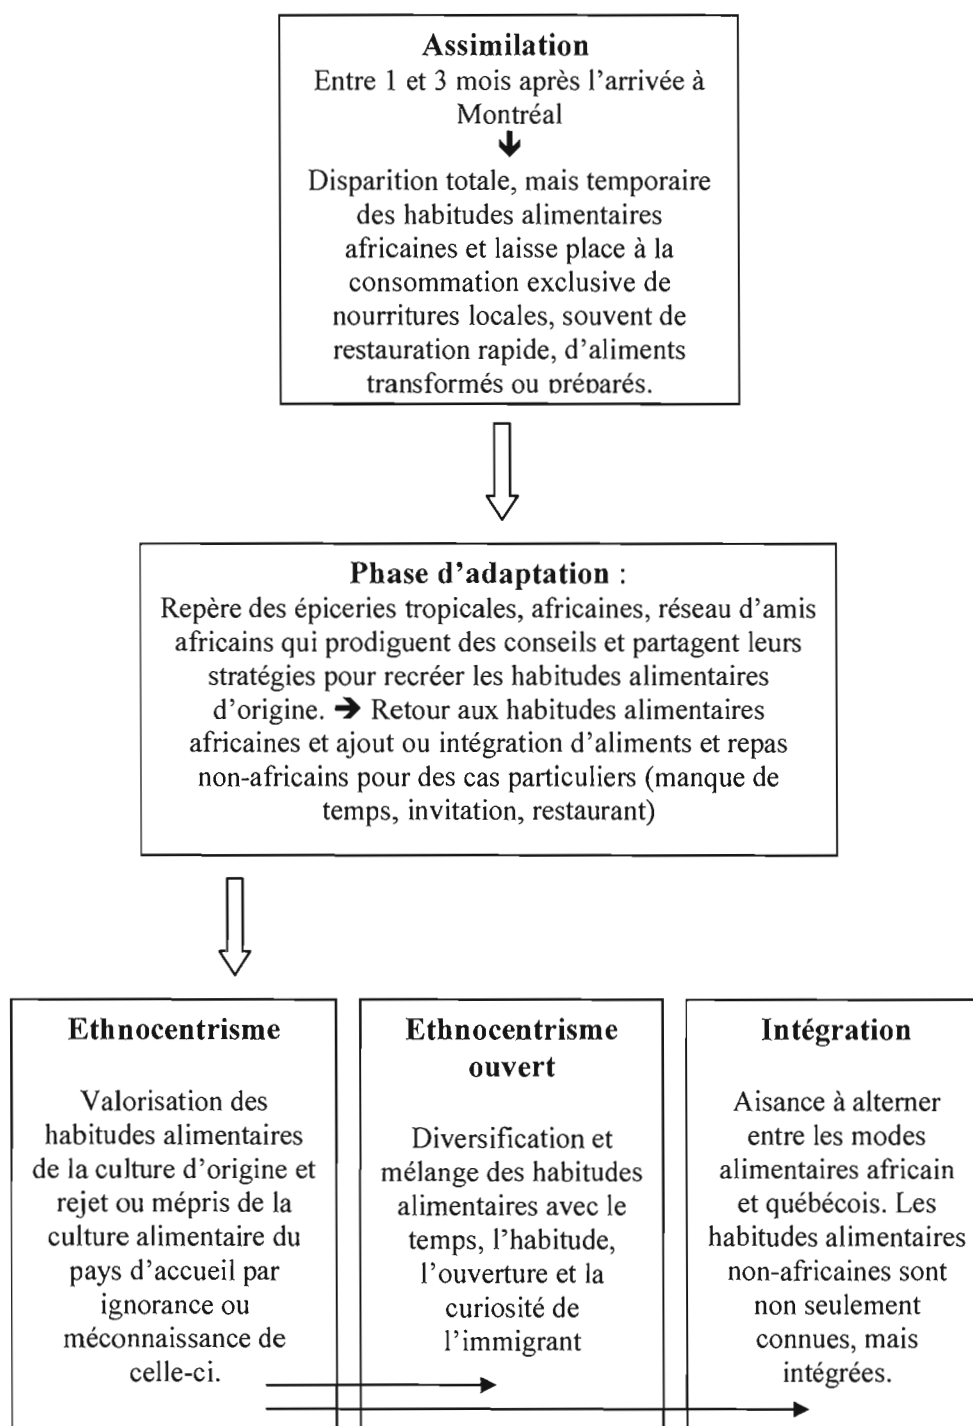 Assimilation
Entre 1 et 3 mois après l'arrivée à
Montréal
Disparition totale, mais temporaire
des habitudes alimentaires
africaines et laisse place à la
consommation exclusive de
nourritures locales, souvent de
restauration rapide, d'aliments
transformés ou préparés.
Phase d'adaptation :
Repère des épiceries tropicales, africaines, réseau d'amis
africains qui prodiguent des conseils et partagent leurs
stratégies pour recréer les habitudes alimentaires
d'origine. ➔ Retour aux habitudes alimentaires
africaines et ajout ou intégration d'aliments et repas
non-africains pour des cas particuliers (manque de
temps, invitation, restaurant)
Ethnocentrisme
Valorisation des
habitudes alimentaires
de la culture d'origine et
rejet ou mépris de la
culture alimentaire du
pays d'accueil par
ignorance ou
méconnaissance de
celle-ci.
Ethnocentrisme
ouvert
Diversification et
mélange des habitudes
alimentaires avec le
temps, l'habitude,
l'ouverture et la
curiosité de
l'immigrant
Intégration
Aisance à alterner
entre les modes
alimentaires africain
et québécois. Les
habitudes alimentaires
non-africaines sont
non seulement
connues, mais
intégrées.